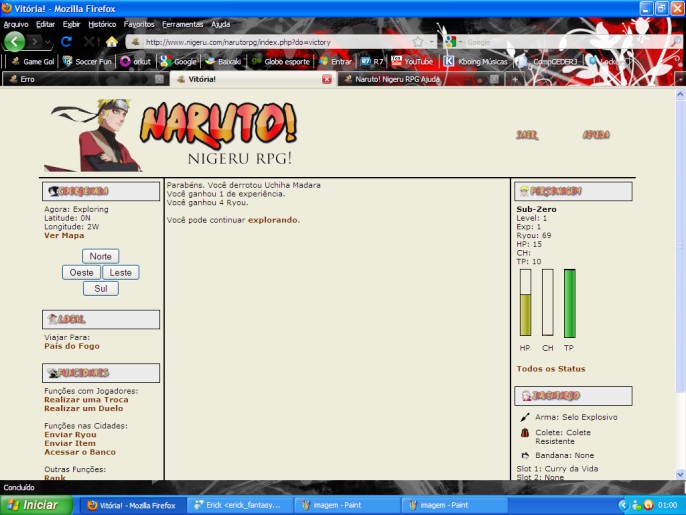 Vitória! - Mozilla Firefox
Arquivo Editar Exibir Histórico Favoritos Ferramentas Ajuda
http://www.nigeru.com/narutorpg/index.php?do=victory
Google
Game Gol Soccer Fun orkut Google Baixaki Globo esporte Entrar R7 YouTube Kboing Músicas CompGEDERJ
Erro Vitória! Naruto! Nigeru RPG Ajuda
NARUTO!
NIGERU RPG!
Agora: Exploring
Latitude: 0N
Longitude: 2W
Ver Mapa
Norte
Oeste Leste
Sul
LOCAL
Viajar Para:
País do Fogo
Funções com Jogadores:
Realizar uma Troca
Realizar um Duelo
Funções nas Cidades:
Enviar Ryou
Enviar Item
Acessar o Banco
Outras Funções:
Rank
Parabéns. Você derrotou Uchiha Madara
Você ganhou 1 de experiência.
Você ganhou 4 Ryou.
Você pode continuar explorando.
Sub-Zero
Level: 1
Exp: 1
Ryou: 69
HP: 15
CH:
TP: 10
HP CH TP
Todos os Status
Arma: Selo Explosivo
Colete: Colete
Resistente
Bandana: None
Slot 1: Curry da Vida
Slot 2: None
Concluído
Iniciar Vitória! - Mozilla Firefox Erick <erick_fantasy... imagem - Paint imagem - Paint 01:00